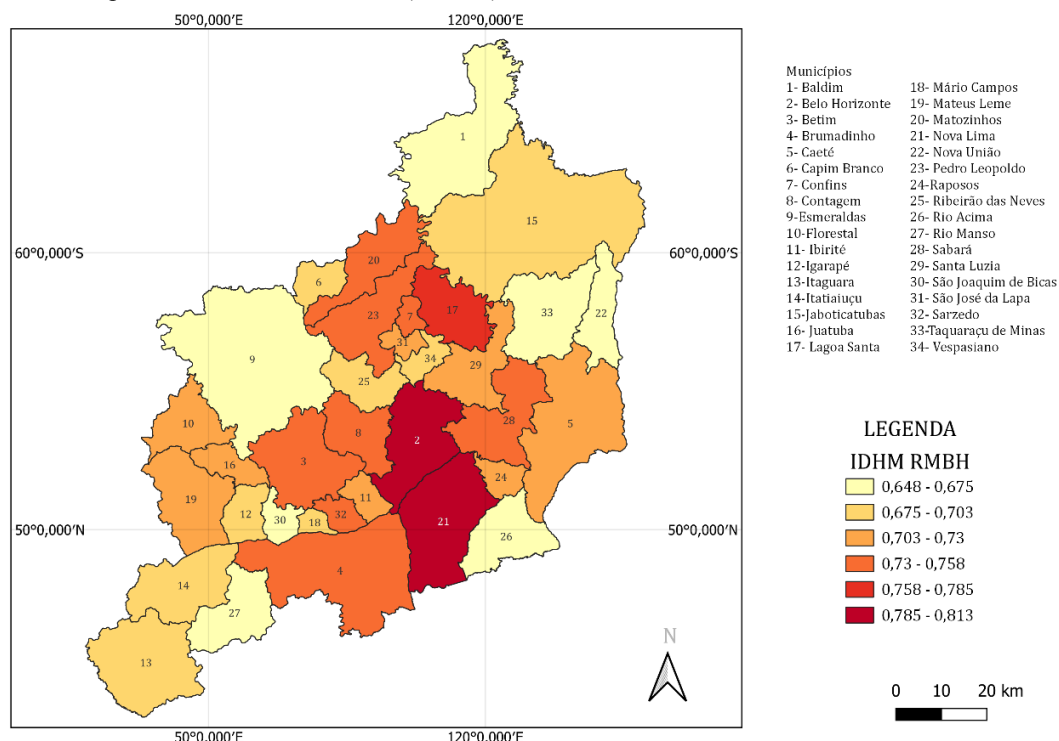 50°0,000′E 120°0,000′E
60°0,000′S 60°0,000′S
50°0,000′N 50°0,000′N
50°0,000′E 120°0,000′E
1
15
20
6
17
7
23
33
22
31
34
9
29
25
10
8
2
28
5
3
16
24
19
11
12
30
18
32
21
26
4
14
27
13
Municípios
1- Baldim
2- Belo Horizonte
3- Betim
4- Brumadinho
5- Caeté
6- Capim Branco
7- Confins
8- Contagem
9-Esmeraldas
10-Florestal
11- Ibirité
12-Igarapé
13-Itaguara
14-Itatiaiuçu
15-Jaboticatubas
16- Juatuba
17- Lagoa Santa
18- Mário Campos
19- Mateus Leme
20- Matozinhos
21- Nova Lima
22- Nova União
23- Pedro Leopoldo
24-Raposos
25- Ribeirão das Neves
26- Rio Acima
27- Rio Manso
28- Sabará
29- Santa Luzia
30- São Joaquim de Bicas
31- São José da Lapa
32- Sarzedo
33-Taquaraçu de Minas
34- Vespasiano
LEGENDA
IDHM RMBH
0,648 - 0,675
0,675 - 0,703
0,703 - 0,73
0,73 - 0,758
0,758 - 0,785
0,785 - 0,813
N
0 10 20 km